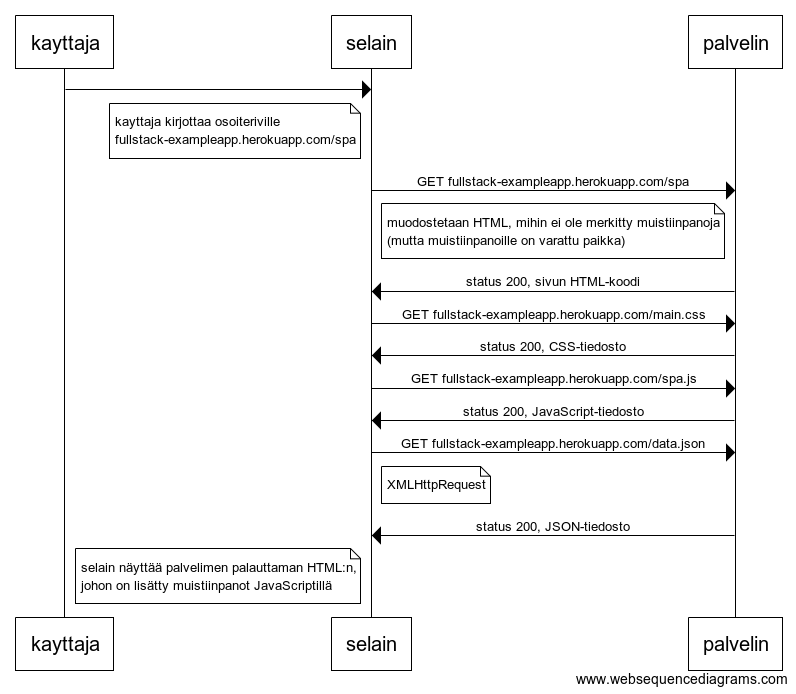 kayttaja
selain
palvelin
kayttaja kirjottaa osoiteriville
fullstack-exampleapp.herokuapp.com/spa
GET fullstack-exampleapp.herokuapp.com/spa
muodostetaan HTML, mihin ei ole merkitty muistiinpanoja
(mutta muistiinpanoille on varattu paikka)
status 200, sivun HTML-koodi
GET fullstack-exampleapp.herokuapp.com/main.css
status 200, CSS-tiedosto
GET fullstack-exampleapp.herokuapp.com/spa.js
status 200, JavaScript-tiedosto
GET fullstack-exampleapp.herokuapp.com/data.json
XMLHttpRequest
status 200, JSON-tiedosto
selain näyttää palvelimen palauttaman HTML:n,
johon on lisätty muistiinpanot JavaScriptillä
kayttaja
selain
palvelin
www.websequencediagrams.com